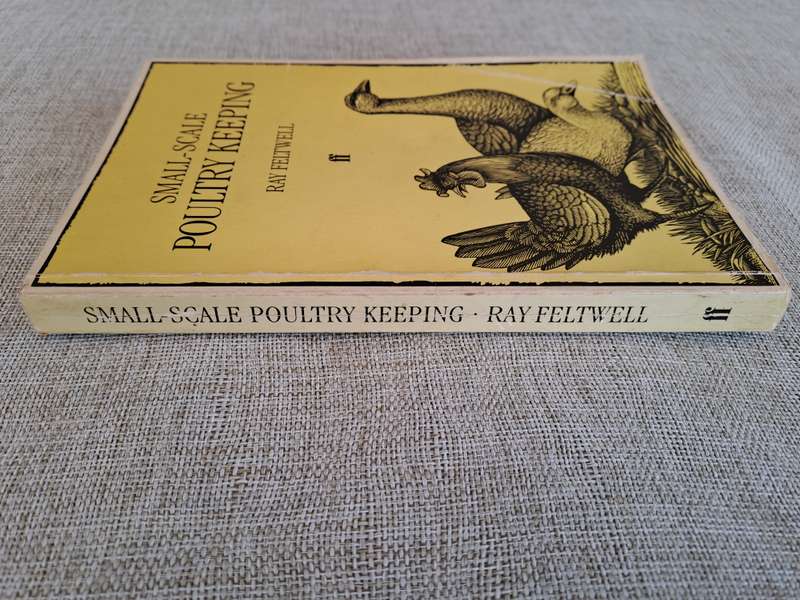 SMALL-SCALE
POULTRY KEEPING
RAY FELTWELL
ff
SMALL-SCALE POULTRY KEEPING · RAY FELTWELL ff